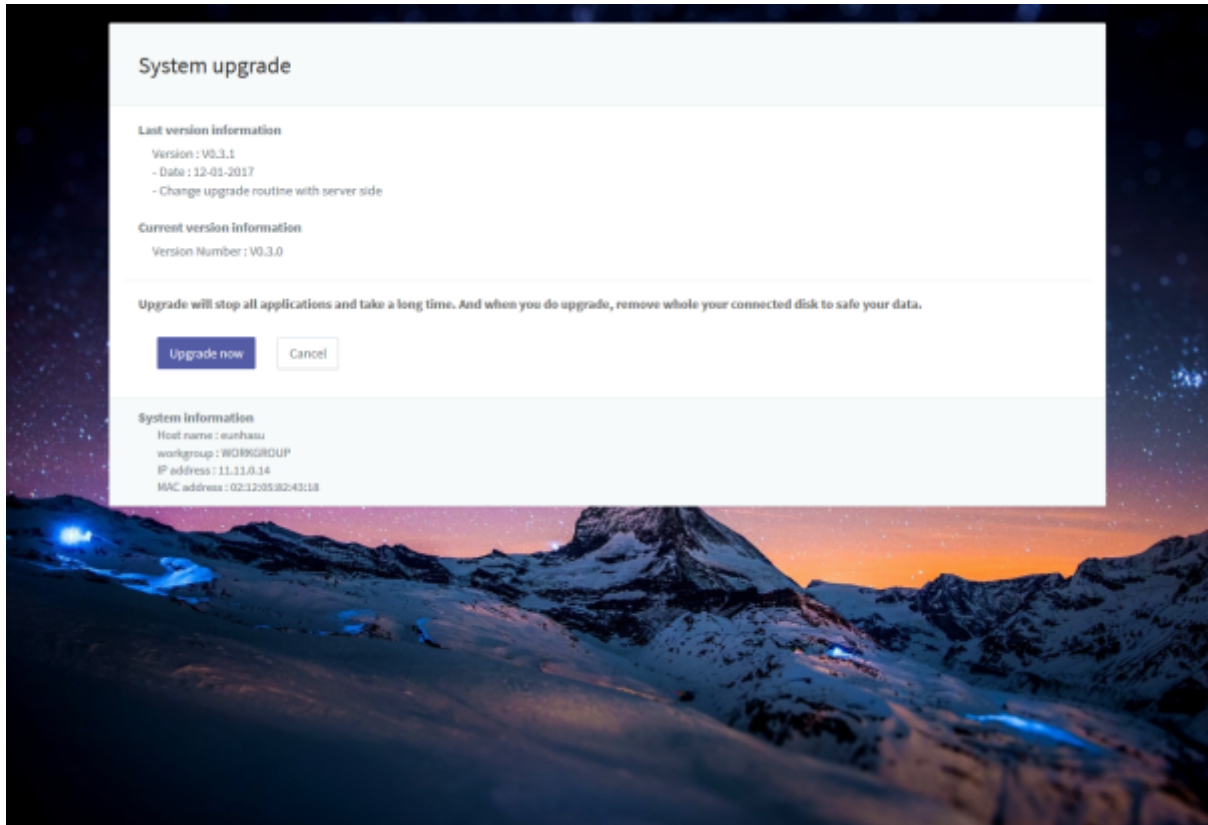 System upgrade
Last version information
Version : V0.3.1
- Date : 12-01-2017
- Change upgrade routine with server side
Current version information
Version Number : V0.3.0
Upgrade will stop all applications and take a long time. And when you do upgrade, remove whole your connected disk to safe your data.
Upgrade now Cancel
System information
Host name : eunhasu
workgroup : WORKGROUP
IP address : 11.11.0.14
MAC address : 02:12:05:82:43:18